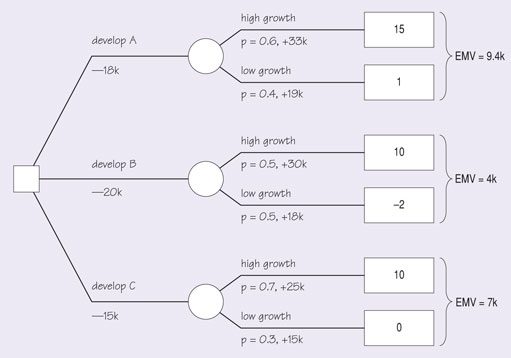 high growth
p = 0.6, +33k
15
develop A
—18k
EMV = 9.4k
low growth
p = 0.4, +19k
1
high growth
p = 0.5, +30k
10
develop B
—20k
EMV = 4k
low growth
p = 0.5, +18k
–2
high growth
p = 0.7, +25k
10
develop C
—15k
EMV = 7k
low growth
p = 0.3, +15k
0